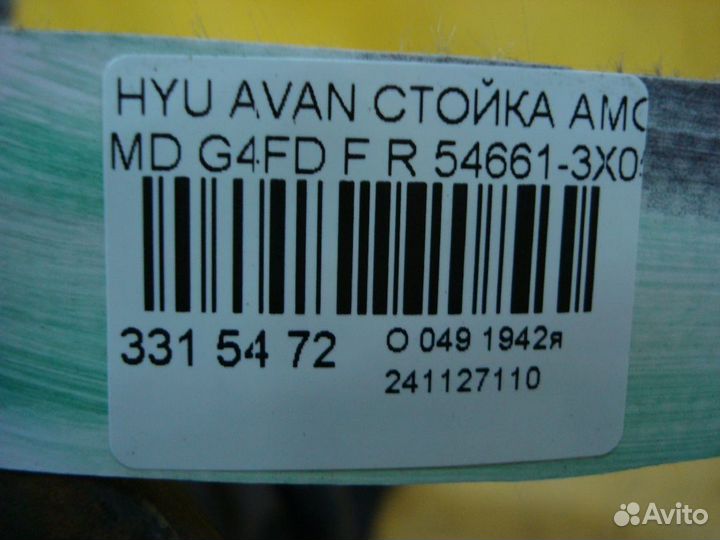 HYU AVAN СТОЙКА АМО
MD G4FD F R 54661-3X0
331 54 72
О 049 1942я
241127110
Avito